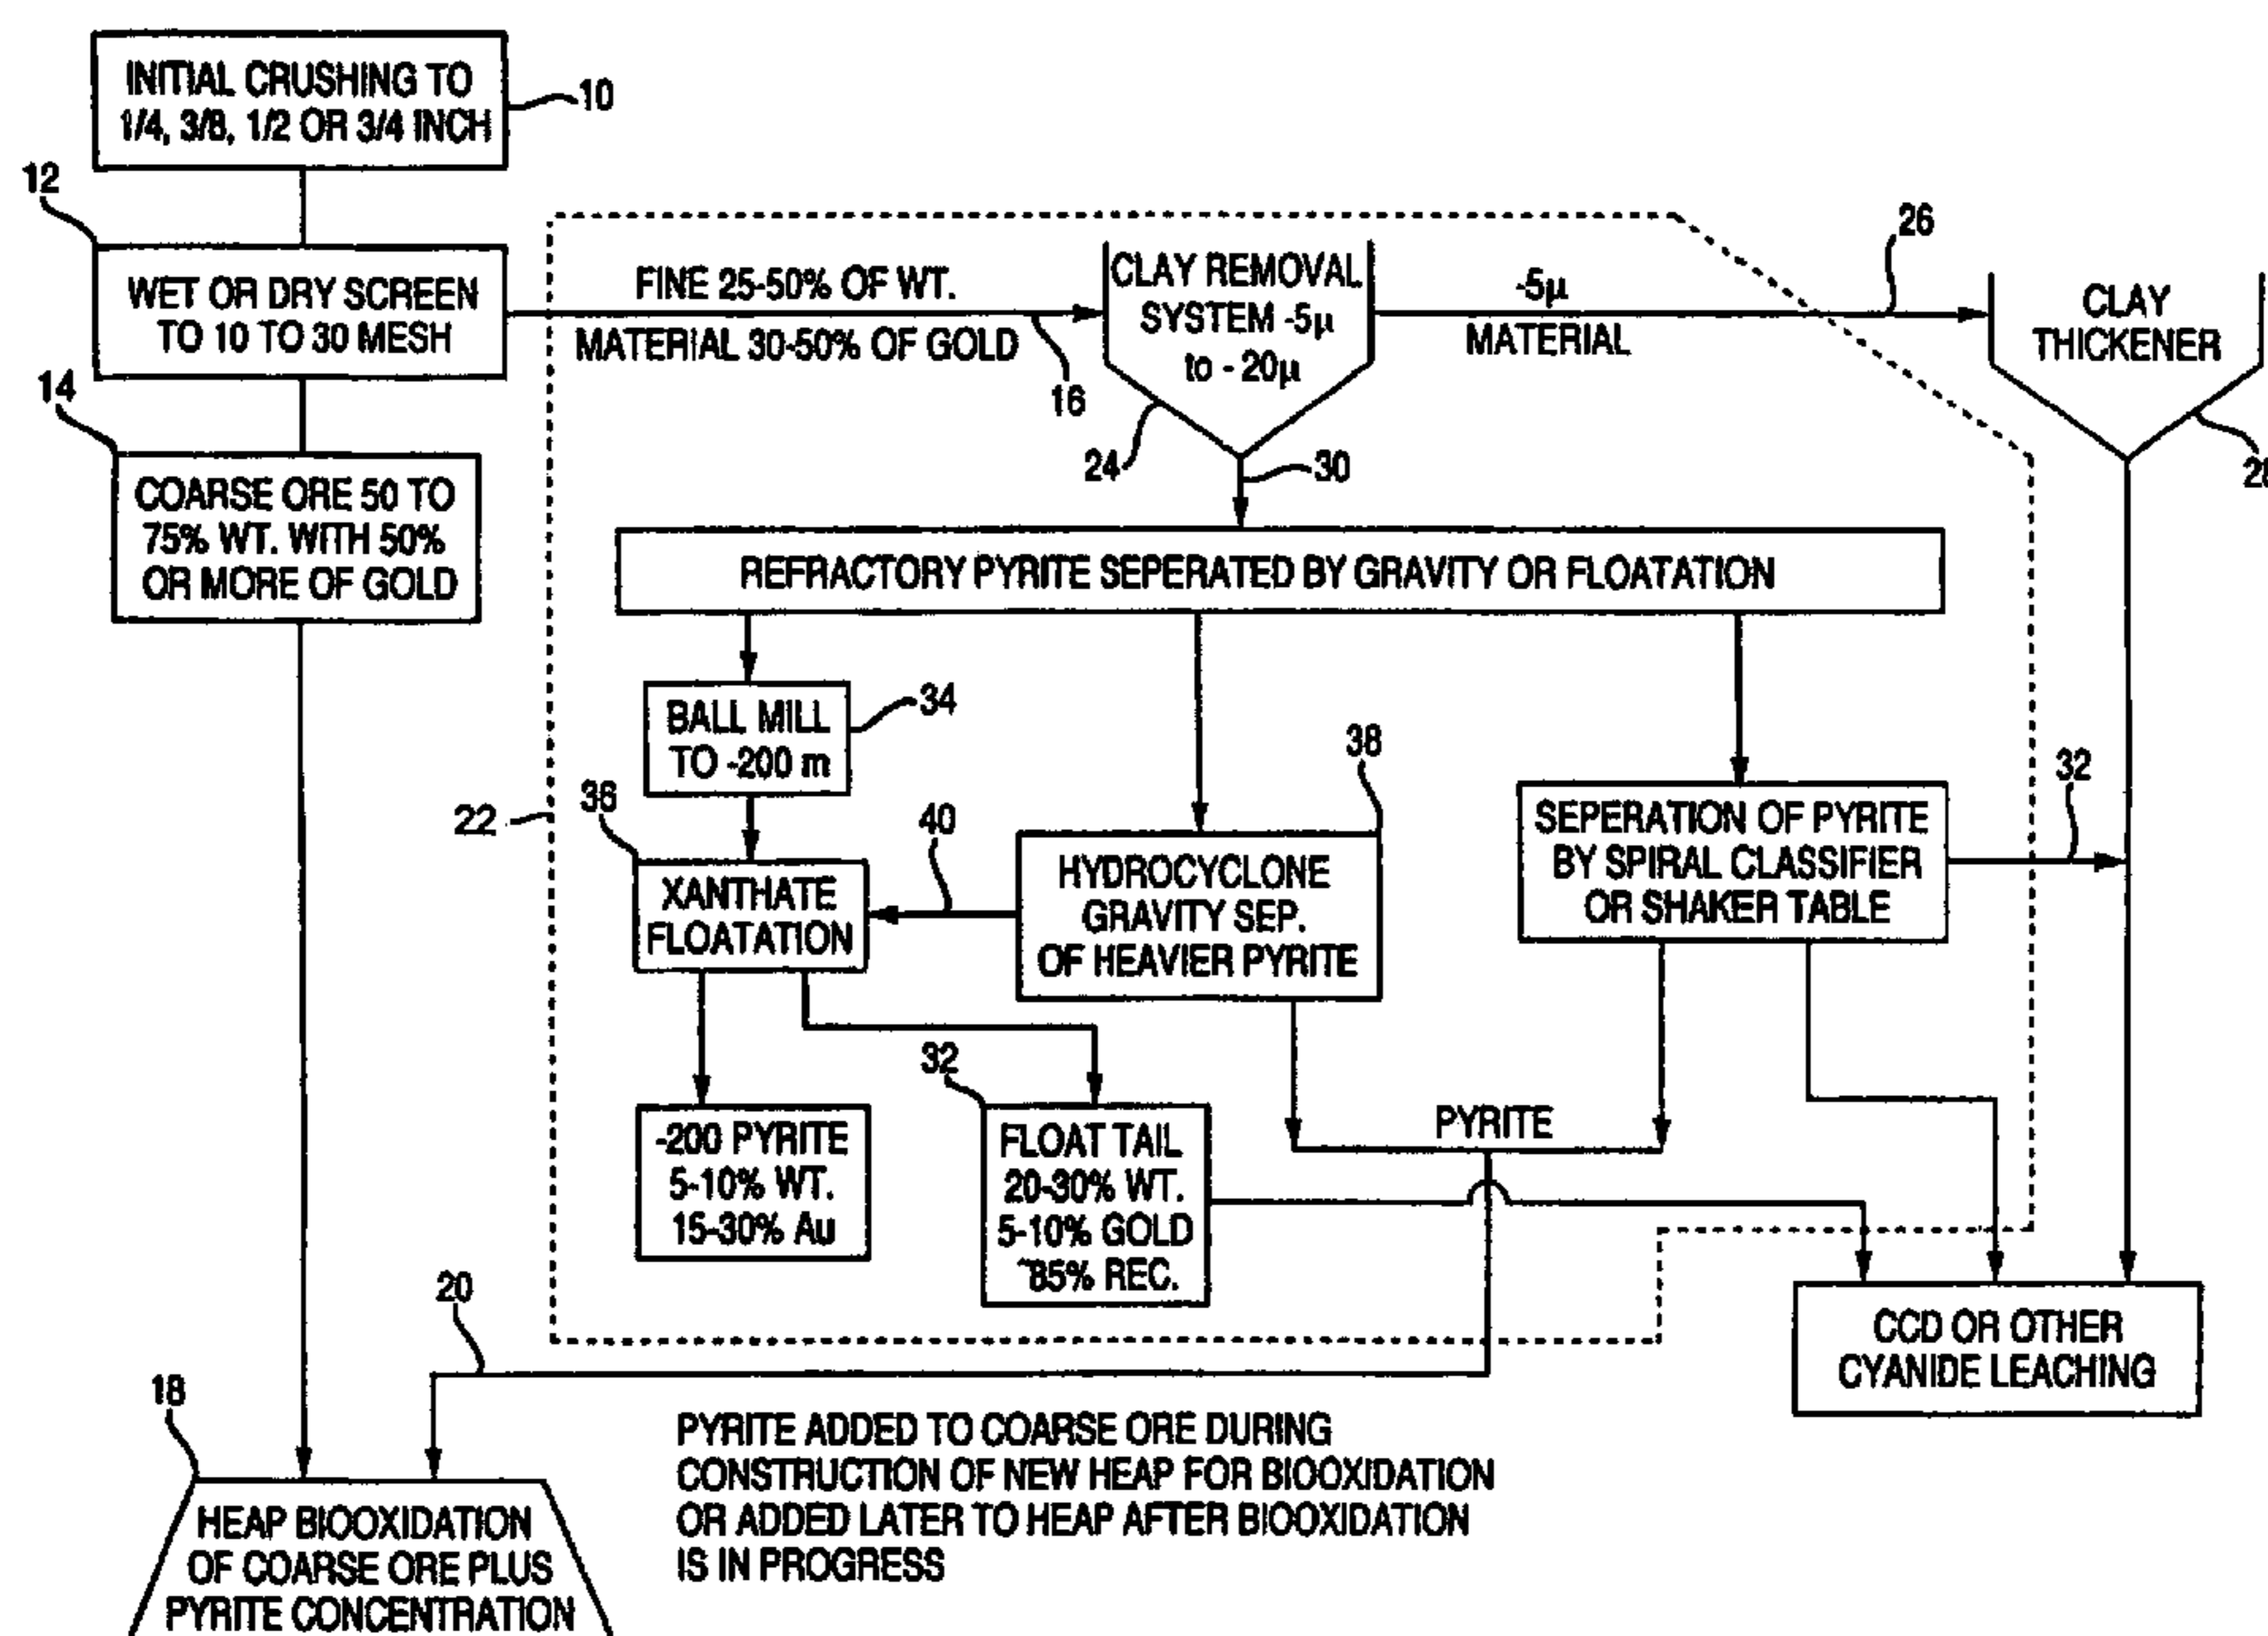 INITIAL CRUSHING TO
1/4, 3/8, 1/2 OR 3/4 INCH
10
12
WET OR DRY SCREEN
TO 10 TO 30 MESH
14
COARSE ORE 50 TO
75% WT. WITH 50%
OR MORE OF GOLD
FINE 25-50% OF WT.
MATERIAL 30-50% OF GOLD
16
CLAY REMOVAL
SYSTEM -5µ
to - 20µ
24
-5µ
MATERIAL
26
CLAY
THICKENER
28
30
REFRACTORY PYRITE SEPERATED BY GRAVITY OR FLOATATION
BALL MILL
TO -200 m
34
22
36
XANTHATE
FLOATATION
40
38
HYDROCYCLONE
GRAVITY SEP.
OF HEAVIER PYRITE
SEPERATION OF PYRITE
BY SPIRAL CLASSIFIER
OR SHAKER TABLE
32
-200 PYRITE
5-10% WT.
15-30% Au
32
FLOAT TAIL
20-30% WT.
5-10% GOLD
~85% REC.
PYRITE
CCD OR OTHER
CYANIDE LEACHING
20
18
HEAP BIOOXIDATION
OF COARSE ORE PLUS
PYRITE CONCENTRATION
PYRITE ADDED TO COARSE ORE DURING
CONSTRUCTION OF NEW HEAP FOR BIOOXIDATION
OR ADDED LATER TO HEAP AFTER BIOOXIDATION
IS IN PROGRESS